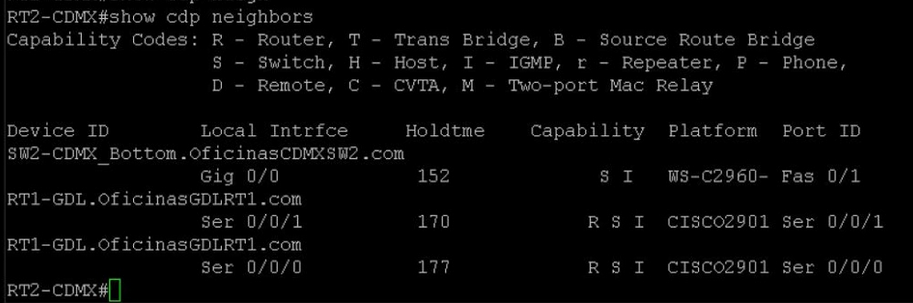 RT2-CDMX#show cdp neighbors
Capability Codes: R - Router, T - Trans Bridge, B - Source Route Bridge
                  S - Switch, H - Host, I - IGMP, r - Repeater, P - Phone,
                  D - Remote, C - CVTA, M - Two-port Mac Relay

Device ID        Local Intrfce     Holdtme    Capability  Platform  Port ID
SW2-CDMX_Bottom.OficinasCDMXSW2.com
                 Gig 0/0           152              S I   WS-C2960- Fas 0/1
RT1-GDL.OficinasGDLRT1.com
                 Ser 0/0/1         170             R S I  CISCO2901 Ser 0/0/1
RT1-GDL.OficinasGDLRT1.com
                 Ser 0/0/0         177             R S I  CISCO2901 Ser 0/0/0
RT2-CDMX#